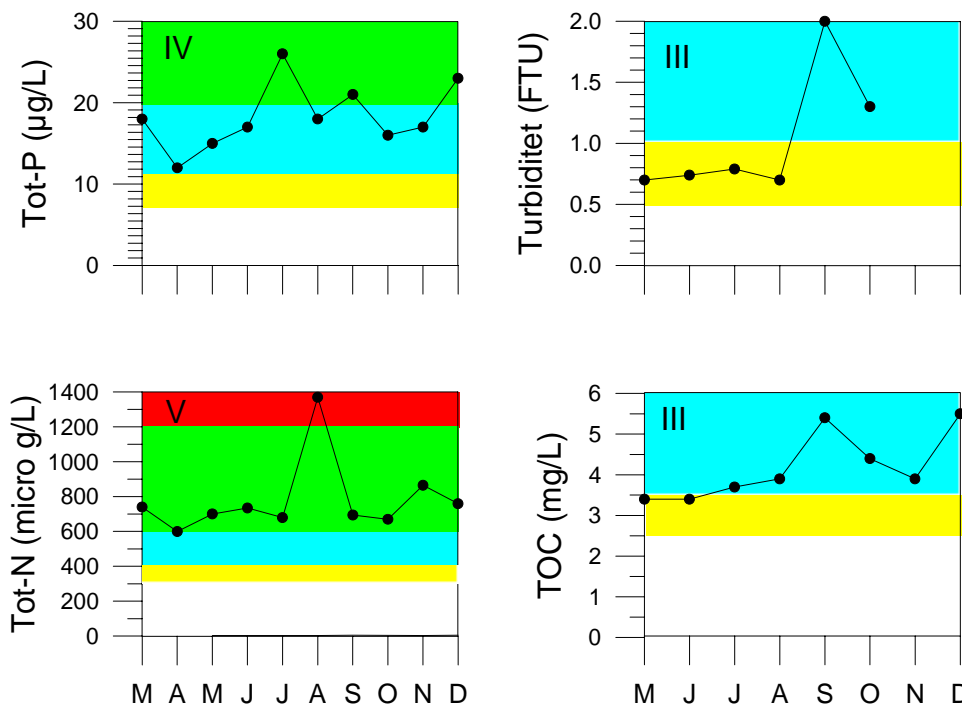 Tot-P (µg/L)
30
20
10
0
IV
Turbiditet (FTU)
2.0
1.5
1.0
0.5
0.0
III
Tot-N (micro g/L)
1400
1200
1000
800
600
400
200
0
V
M A M J J A S O N D
TOC (mg/L)
6
5
4
3
2
1
0
III
M J J A S O N D